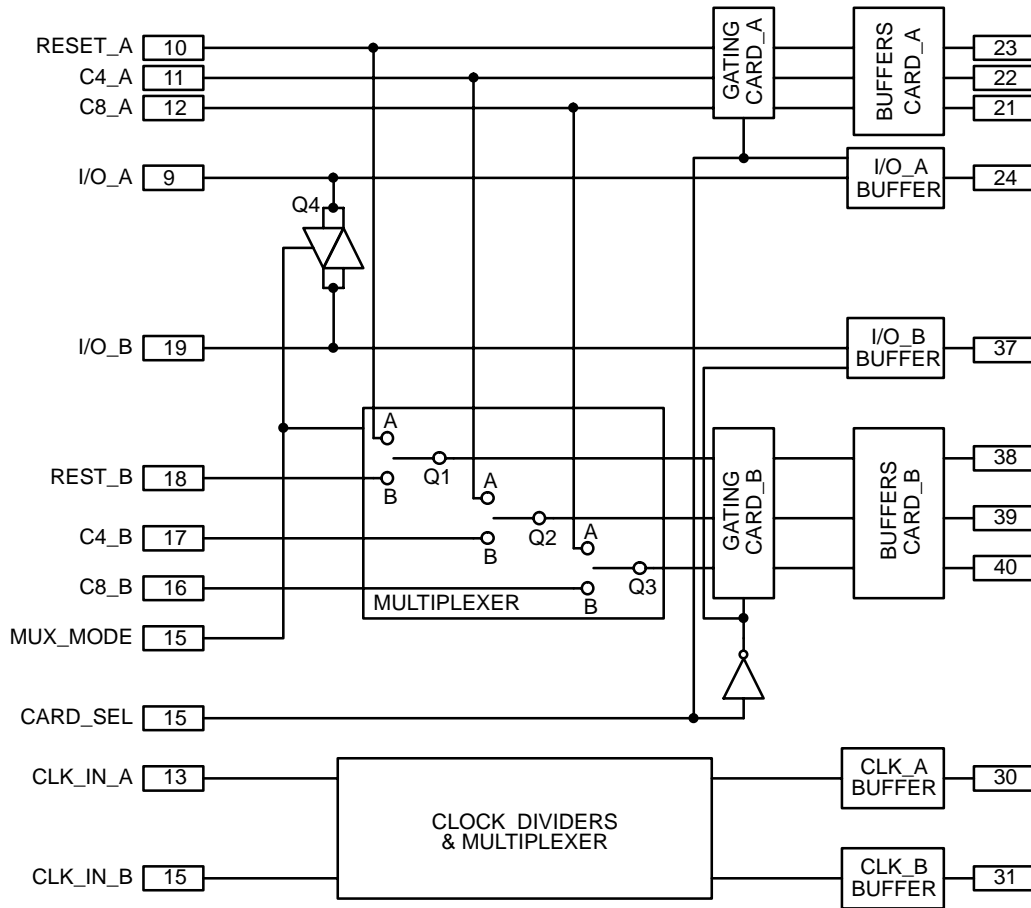 RESET_A 10 GATING CARD_A BUFFERS CARD_A 23
C4_A 11 22
C8_A 12 21
I/O_A 9 I/O_A BUFFER 24
Q4
I/O_B 19 I/O_B BUFFER 37
A
REST_B 18 Q1 GATING CARD_B BUFFERS CARD_B 38
B
A
C4_B 17 Q2 39
B
A
C8_B 16 Q3 40
B
MULTIPLEXER
MUX_MODE 15
CARD_SEL 15
CLK_IN_A 13 CLK_A BUFFER 30
CLOCK DIVIDERS
& MULTIPLEXER
CLK_IN_B 15 CLK_B BUFFER 31